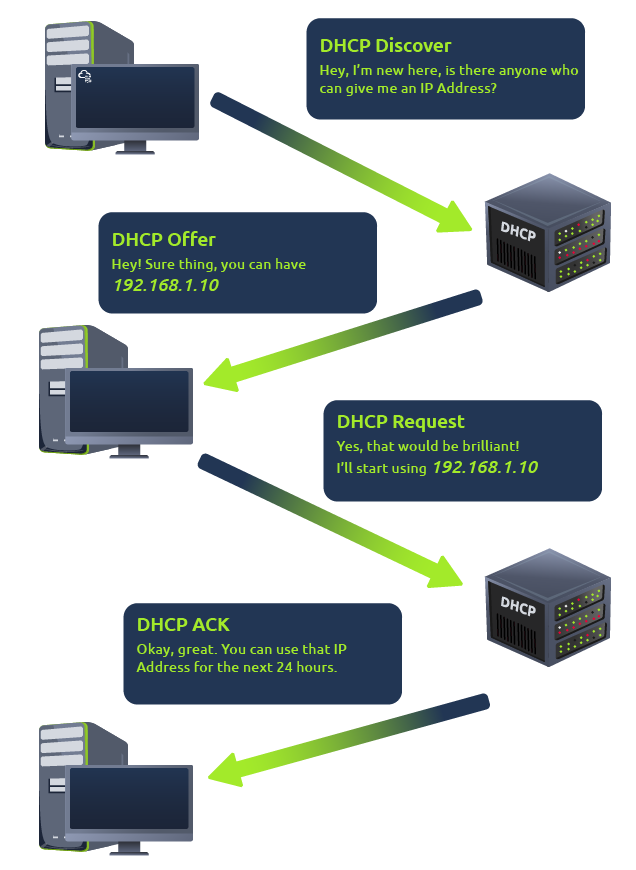 DHCP Discover
Hey, I'm new here, is there anyone who
can give me an IP Address?
DHCP
DHCP Offer
Hey! Sure thing, you can have
192.168.1.10
DHCP Request
Yes, that would be brilliant!
I'll start using 192.168.1.10
DHCP
DHCP ACK
Okay, great. You can use that IP
Address for the next 24 hours.